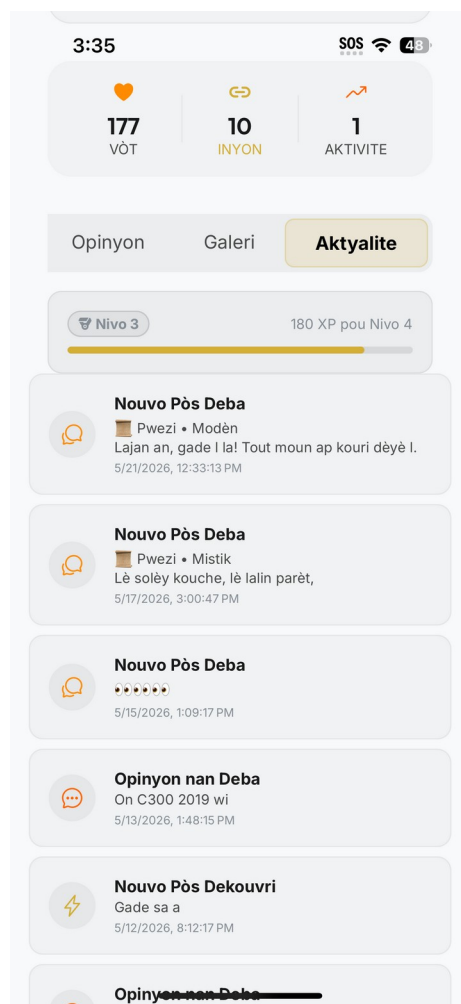 3:35
SOS
48
177
VÒT
10
INYON
1
AKTIVITE
Opinyon
Galeri
Aktyalite
Nivo 3
180 XP pou Nivo 4
Nouvo Pòs Deba
Pwezi • Modèn
Lajan an, gade l la! Tout moun ap kouri dèyè l.
5/21/2026, 12:33:13 PM
Nouvo Pòs Deba
Pwezi • Mistik
Lè solèy kouche, lè lalin parèt,
5/17/2026, 3:00:47 PM
Nouvo Pòs Deba
👀👀👀
5/15/2026, 1:09:17 PM
Opinyon nan Deba
On C300 2019 wi
5/13/2026, 1:48:15 PM
Nouvo Pòs Dekouvri
Gade sa a
5/12/2026, 8:12:17 PM
Opinyon nan Deba